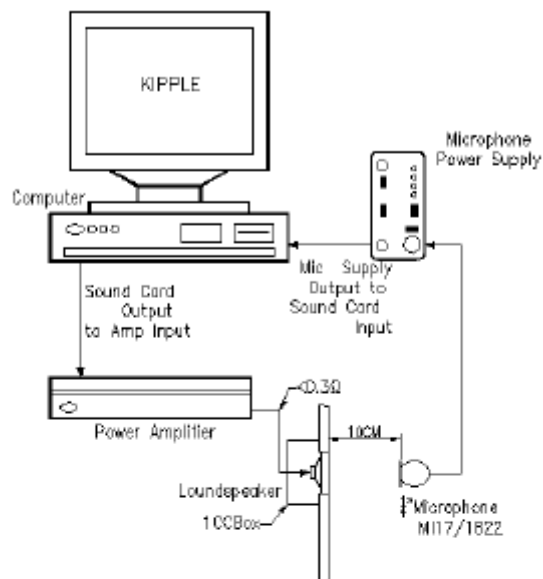 KIPPLE
Microphone
Power Supply
Computer
Mic Supply
Output to
Sound Card
Input
Sound Card
Output
to Amp Input
<0.3Ω
Power Amplifier
10CM
Loundspeaker
1CCBox
Microphone
MI17/1822